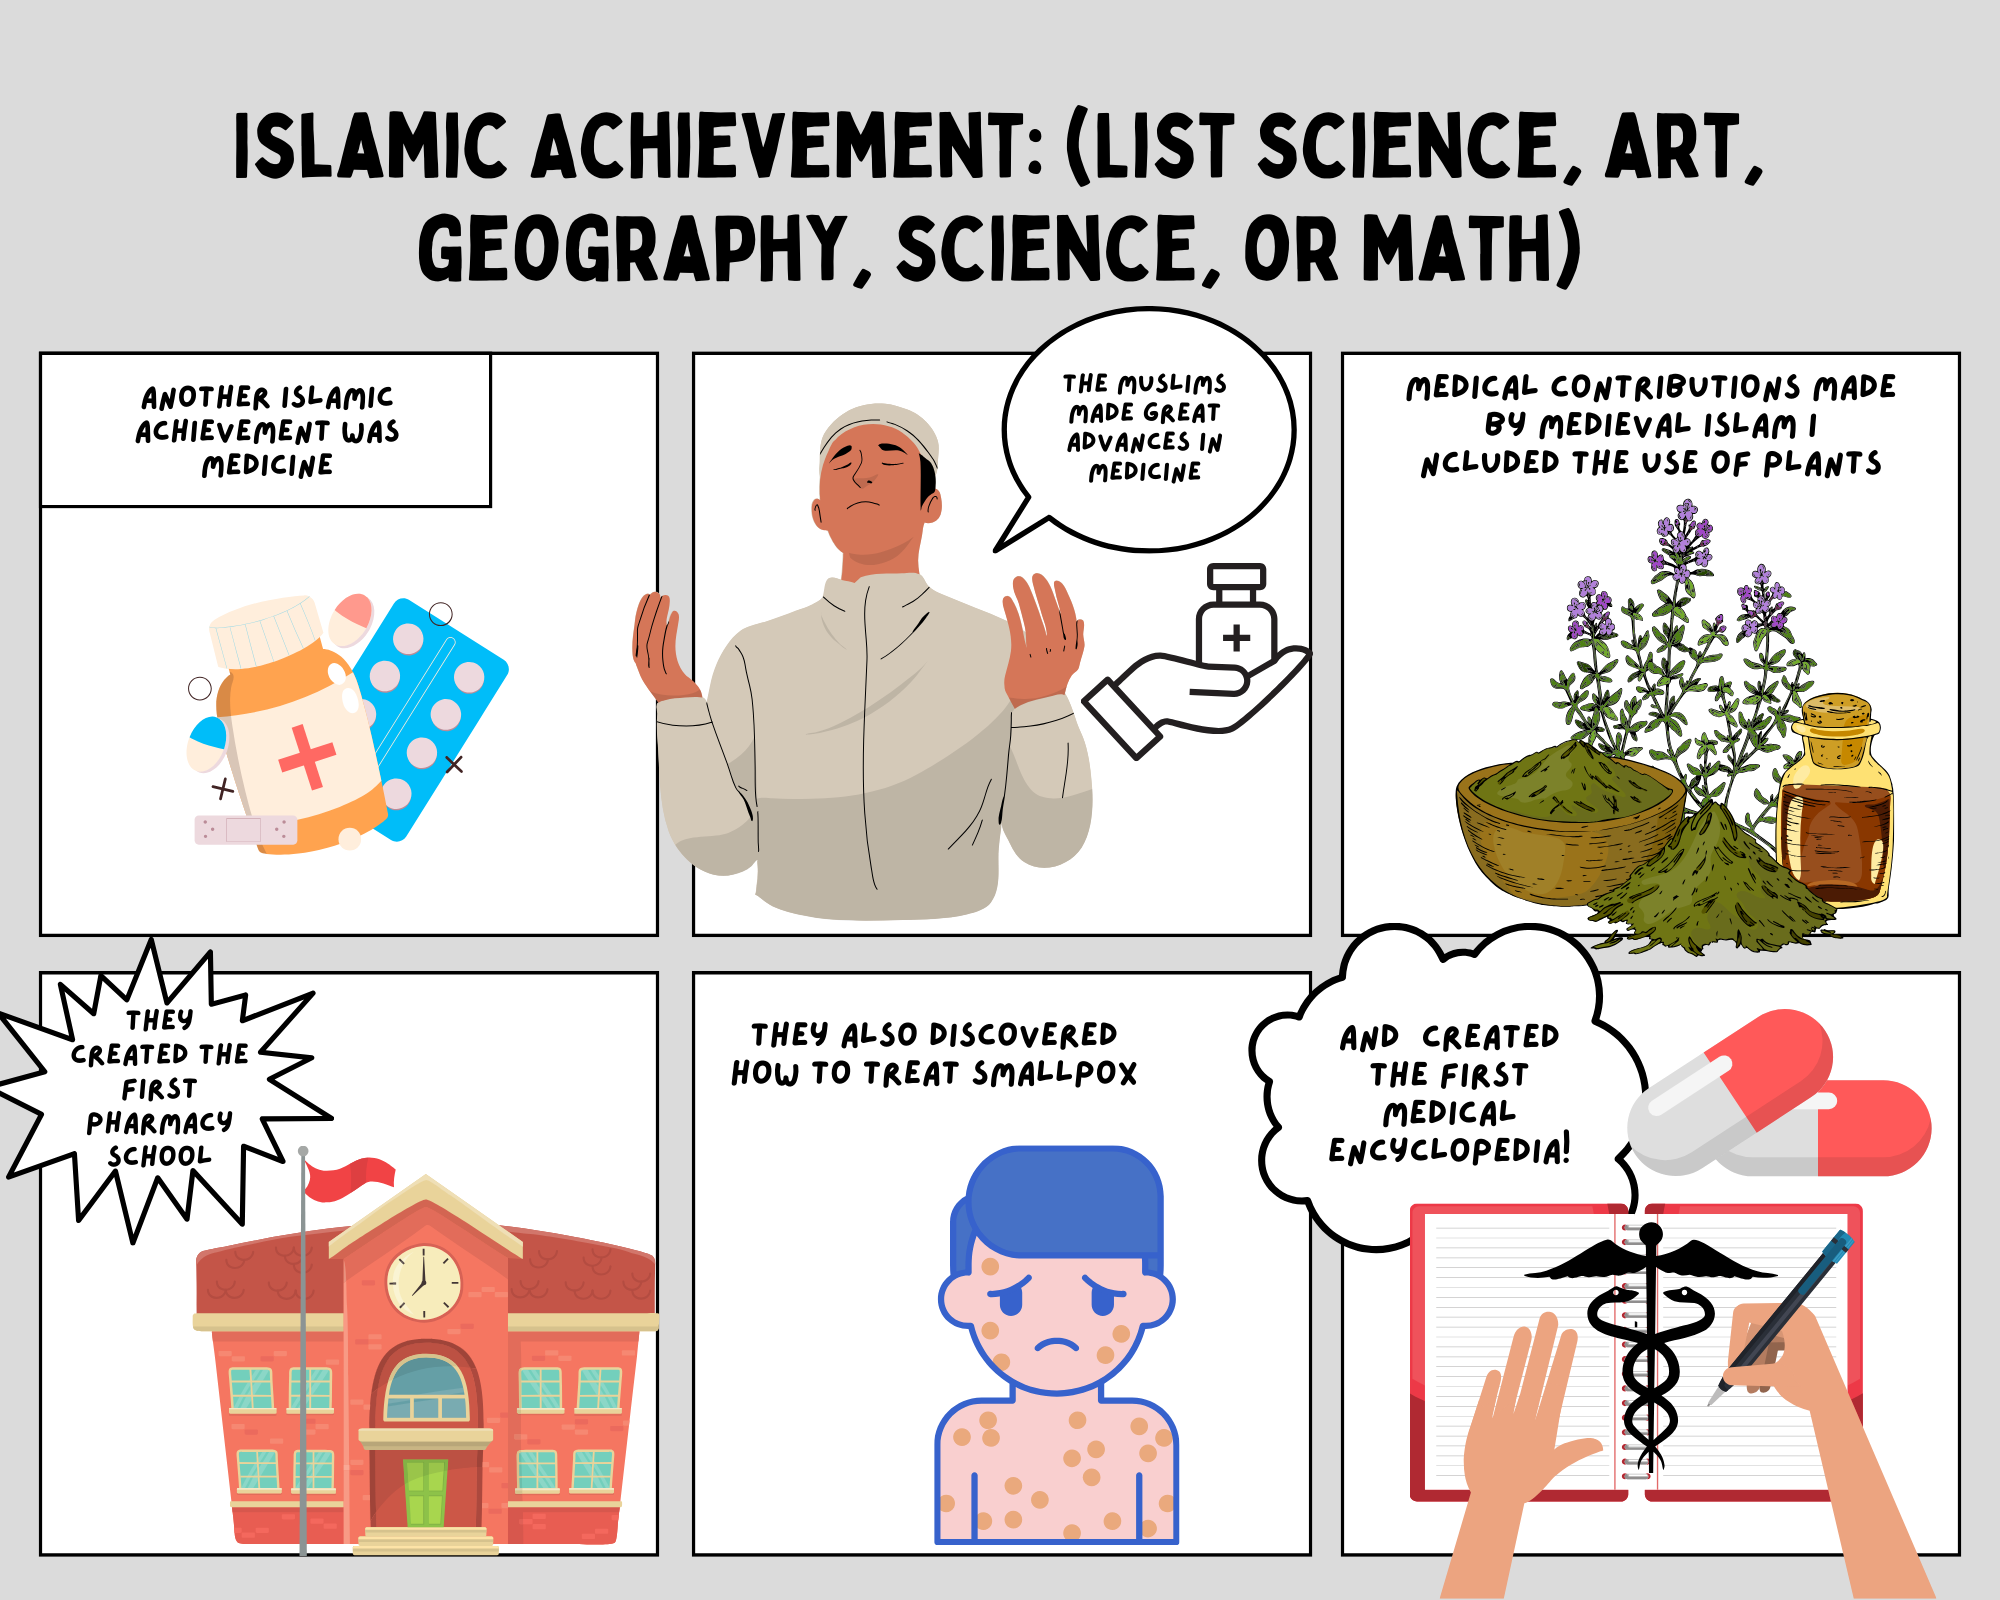 ISLAMIC ACHIEVEMENT: (LIST SCIENCE, ART,
GEOGRAPHY, SCIENCE, OR MATH)
ANOTHER ISLAMIC
ACHIEVEMENT WAS
MEDICINE
THE MUSLIMS
MADE GREAT
ADVANCES IN
MEDICINE
MEDICAL CONTRIBUTIONS MADE
BY MEDIEVAL ISLAM I
NCLUDED THE USE OF PLANTS
THEY
CREATED THE
FIRST
PHARMACY
SCHOOL
THEY ALSO DISCOVERED
HOW TO TREAT SMALLPOX
AND CREATED
THE FIRST
MEDICAL
ENCYCLOPEDIA!